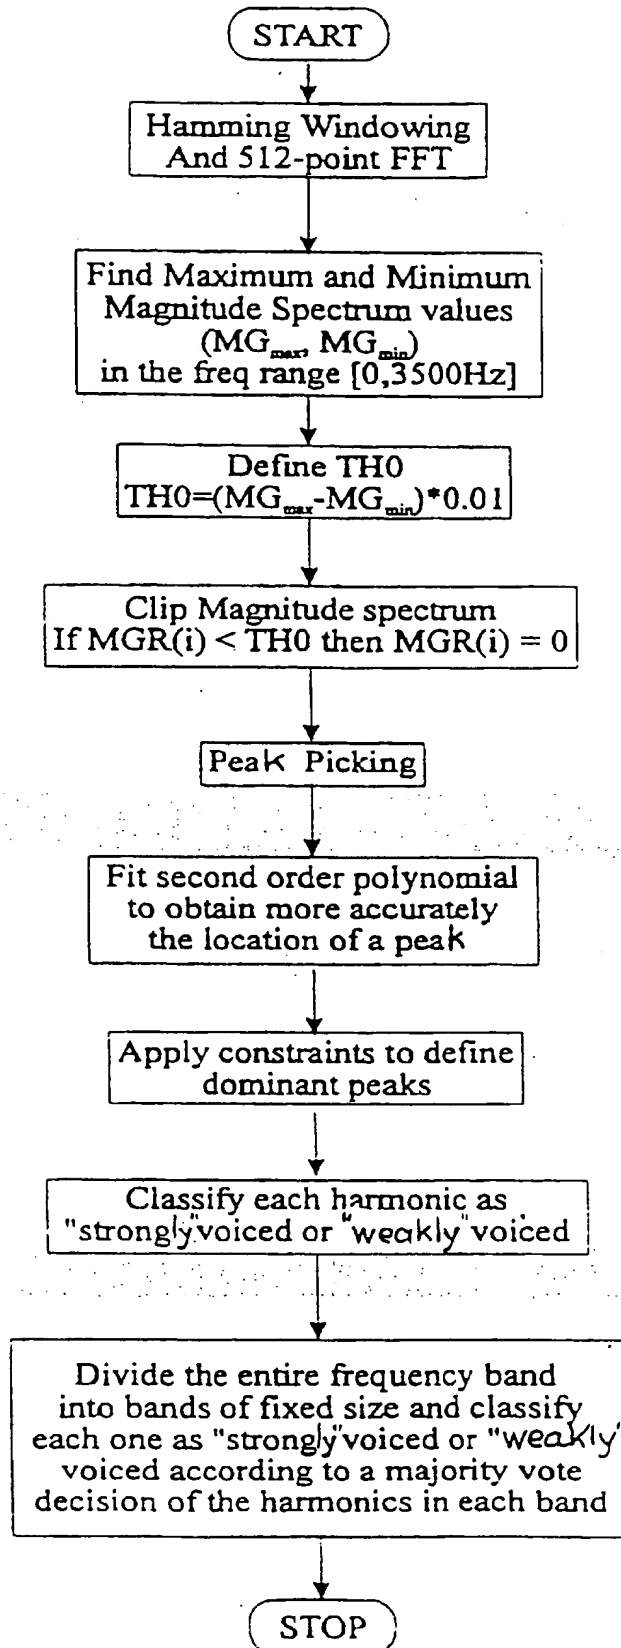 START
Hamming Windowing
And 512-point FFT
Find Maximum and Minimum
Magnitude Spectrum values
(MGmax, MGmin)
in the freq range [0,3500Hz]
Define TH0
TH0=(MGmax-MGmin)*0.01
Clip Magnitude spectrum
If MGR(i) < TH0 then MGR(i) = 0
Peak Picking
Fit second order polynomial
to obtain more accurately
the location of a peak
Apply constraints to define
dominant peaks
Classify each harmonic as
"strongly" voiced or "weakly" voiced
Divide the entire frequency band
into bands of fixed size and classify
each one as "strongly" voiced or "weakly"
voiced according to a majority vote
decision of the harmonics in each band
STOP